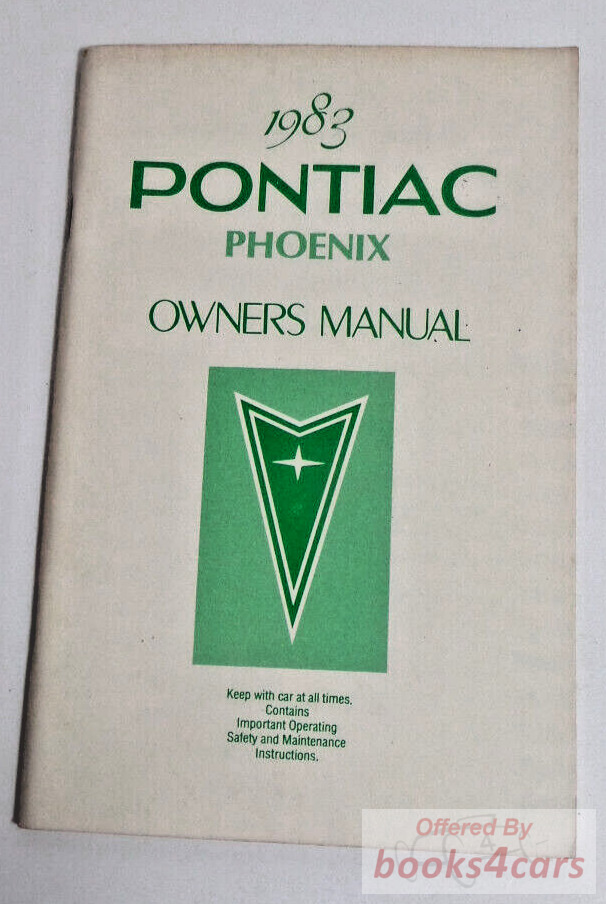 1983
PONTIAC
PHOENIX
OWNERS MANUAL
Keep with car at all times.
Contains
Important Operating
Safety and Maintenance
Instructions.
Offered By
books4cars